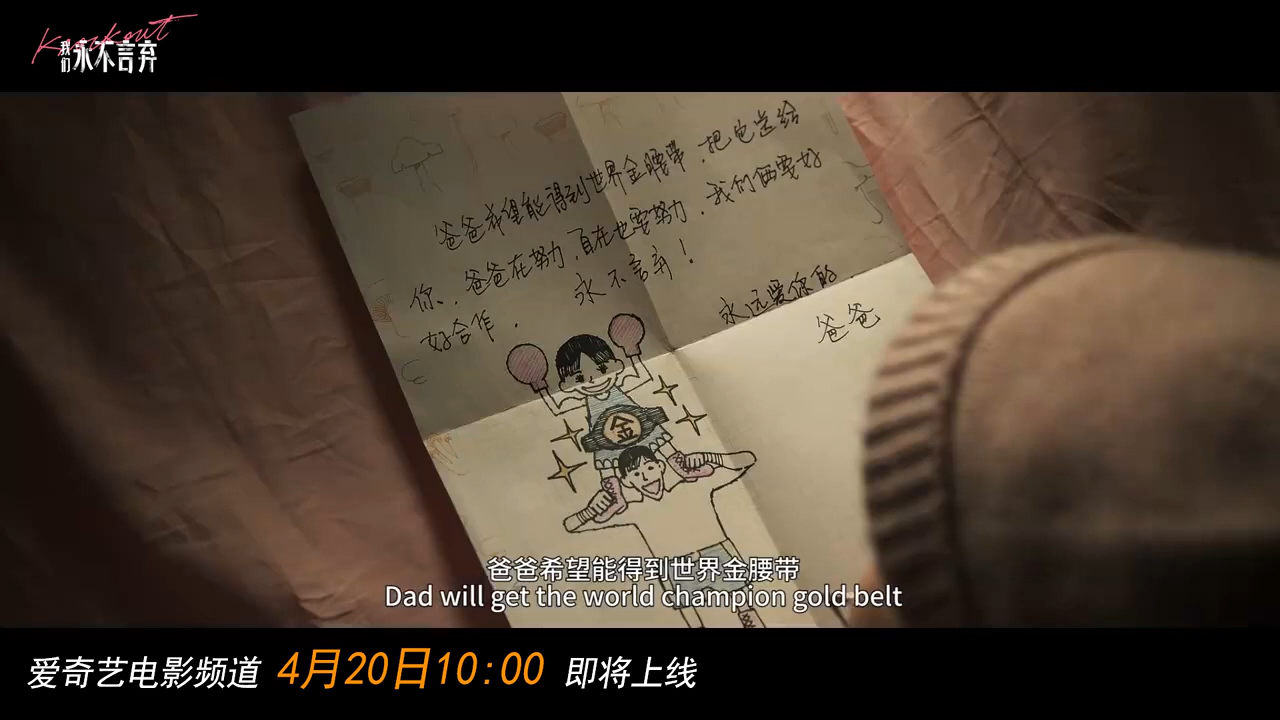 Knockout
我们永不言弃
爸爸希望能得到世界金腰带，把它送给
你、爸爸在努力，自在也要努力，我们俩要好
好合作．永不言弃！
永远爱你的．
爸爸
金
爸爸希望能得到世界金腰带
Dad will get the world champion gold belt
爱奇艺电影频道 4月20日10:00 即将上线